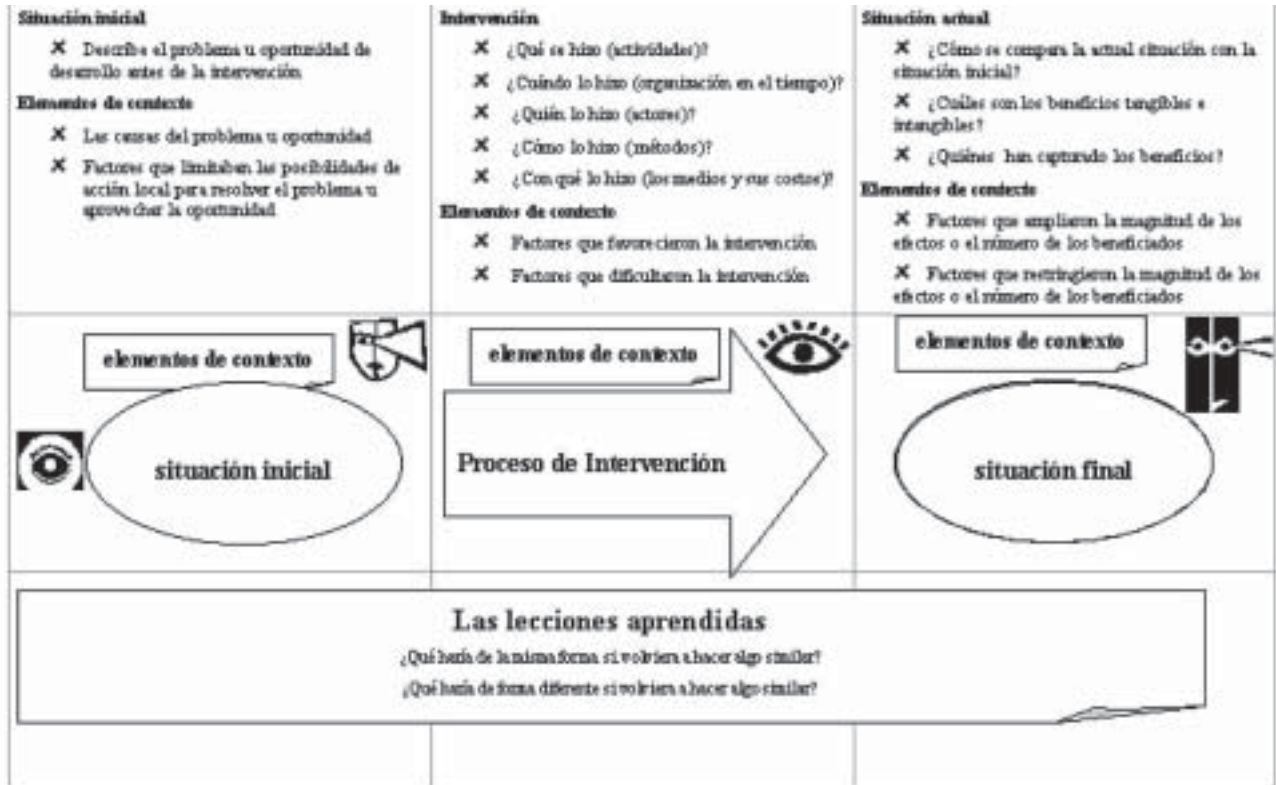 Situación inicial
✘ Describe el problema u oportunidad de
desarrollo antes de la intervención
Elementos de contexto
✘ Las causas del problema u oportunidad
✘ Factores que limitaban las posibilidades de
acción local para resolver el problema u
aprovechar la oportunidad
Intervención
✘ ¿Qué se hizo (actividades)?
✘ ¿Cuándo lo hizo (organización en el tiempo)?
✘ ¿Quién lo hizo (actores)?
✘ ¿Cómo lo hizo (métodos)?
✘ ¿Con qué lo hizo (los medios y sus costos)?
Elementos de contexto
✘ Factores que favorecieron la intervención
✘ Factores que dificultaron la intervención
Situación actual
✘ ¿Cómo se compara la actual situación con la
situación inicial?
✘ ¿Cuáles son los beneficios tangibles e
intangibles?
✘ ¿Quiénes han capturado los beneficios?
Elementos de contexto
✘ Factores que ampliaron la magnitud de los
efectos o el número de los beneficiados
✘ Factores que restringieron la magnitud de los
efectos o el número de los beneficiados
elementos de contexto
situación inicial
elementos de contexto
Proceso de Intervención
elementos de contexto
situación final
Las lecciones aprendidas
¿Qué haría de la misma forma si volviera a hacer algo similar?
¿Qué haría de forma diferente si volviera a hacer algo similar?